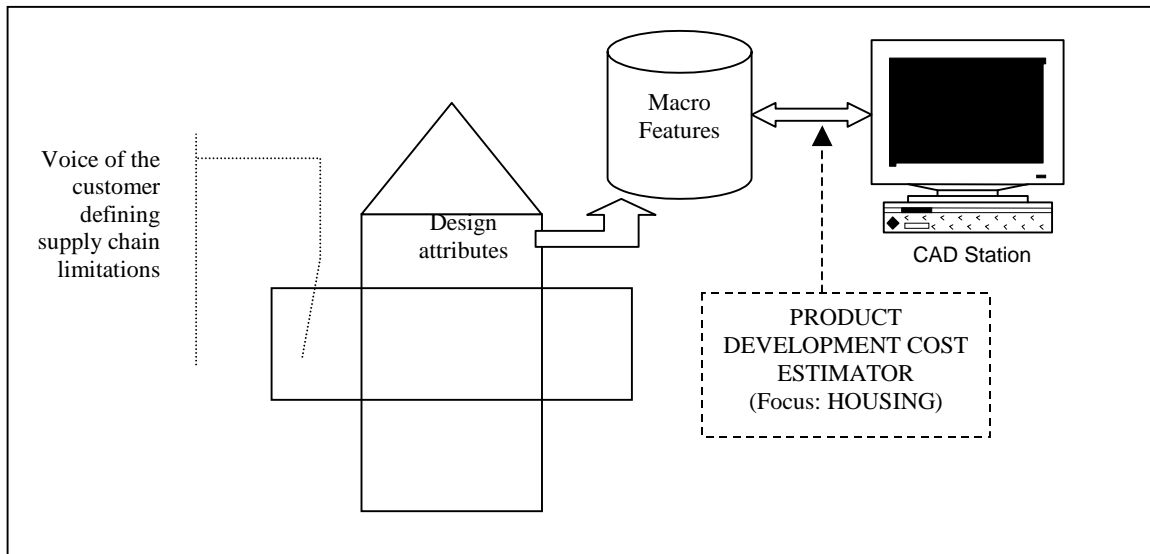 Voice of the
customer
defining
supply chain
limitations
Design
attributes
Macro
Features
CAD Station
PRODUCT
DEVELOPMENT COST
ESTIMATOR
(Focus: HOUSING)